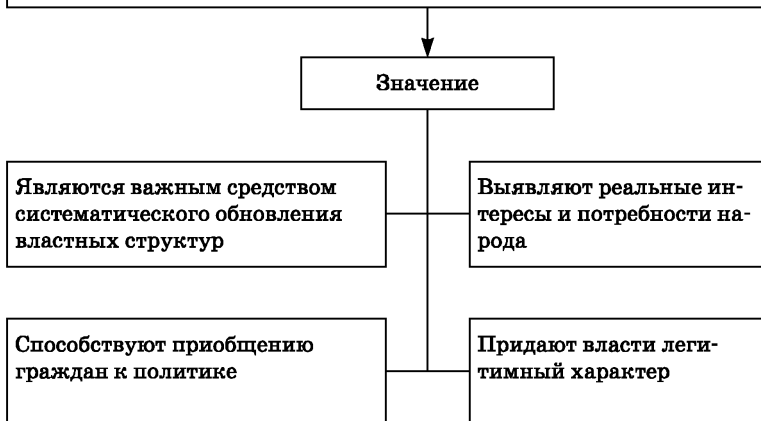 Значение
Являются важным средством
систематического обновления
властных структур
Выявляют реальные ин-
тересы и потребности на-
рода
Способствуют приобщению
граждан к политике
Придают власти леги-
тимный характер